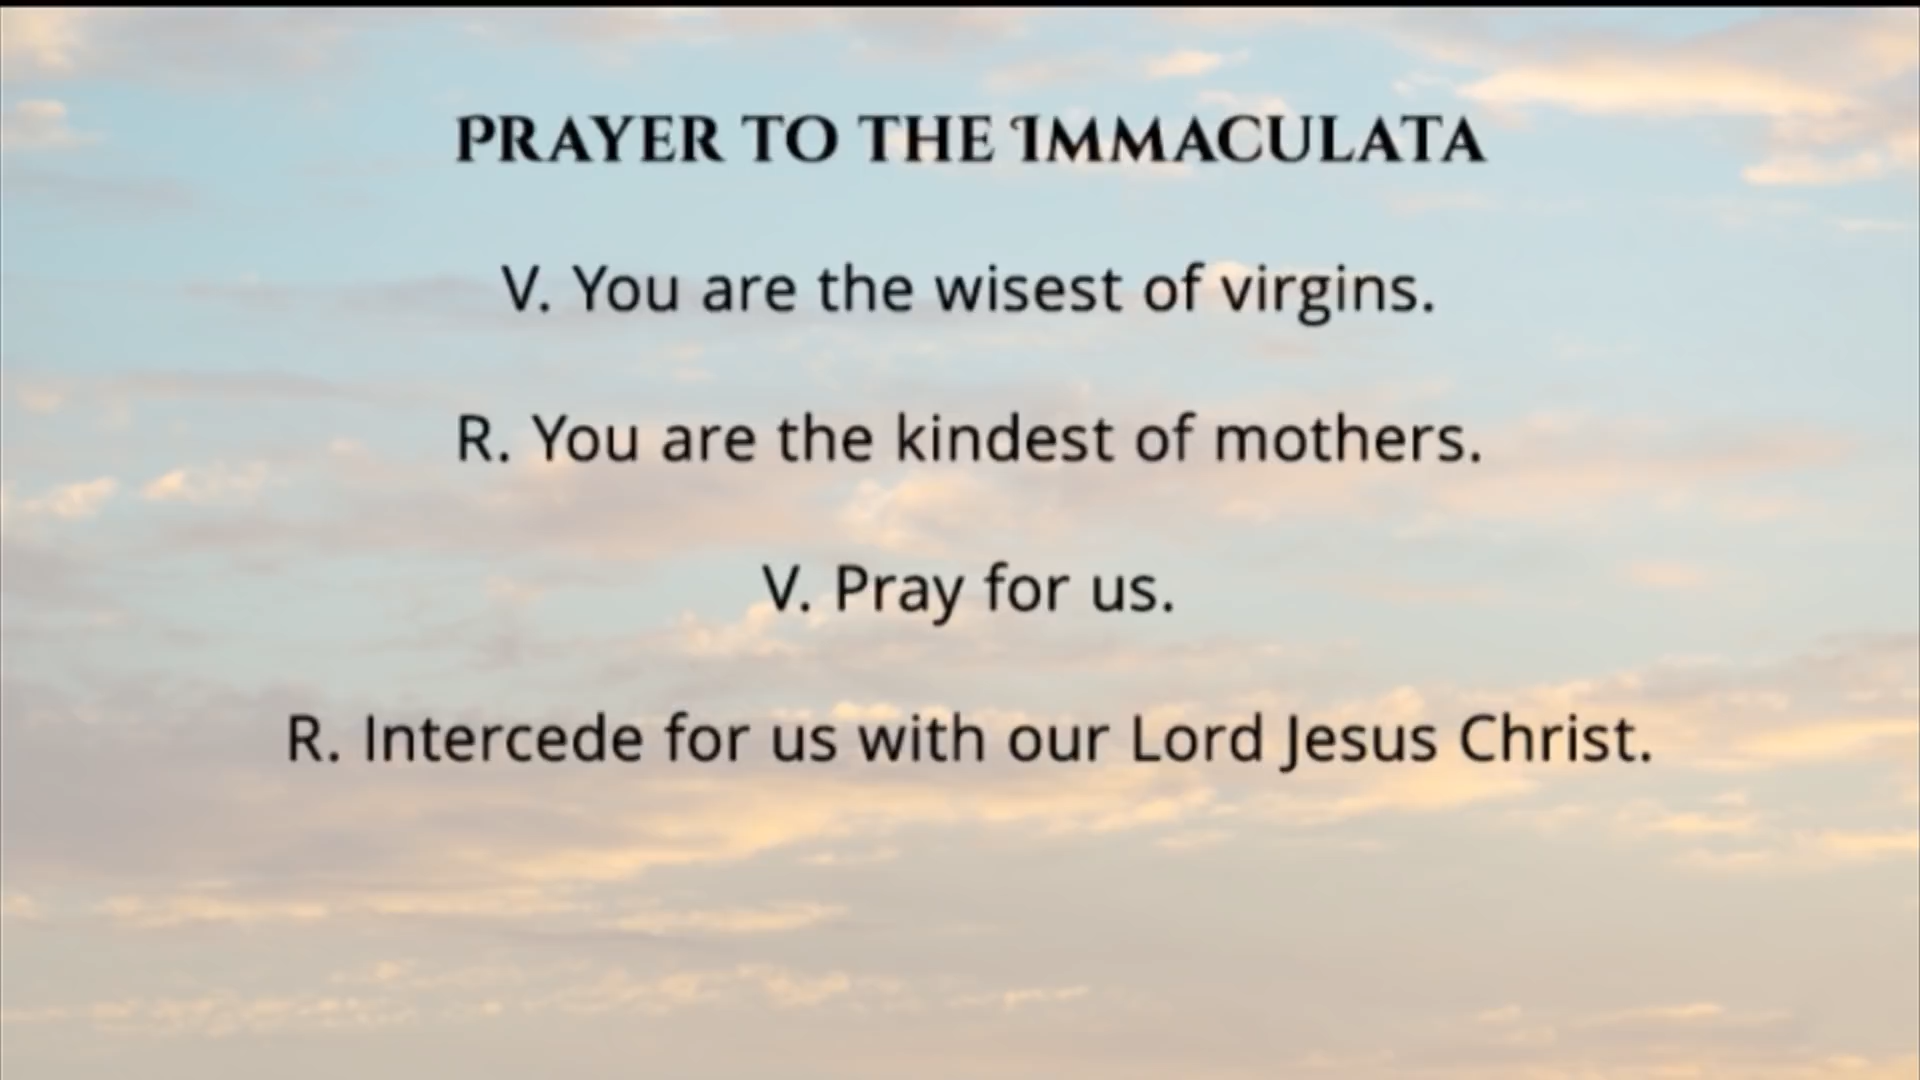 PRAYER TO THE IMMACULATA
V. You are the wisest of virgins.
R. You are the kindest of mothers.
V. Pray for us.
R. Intercede for us with our Lord Jesus Christ.